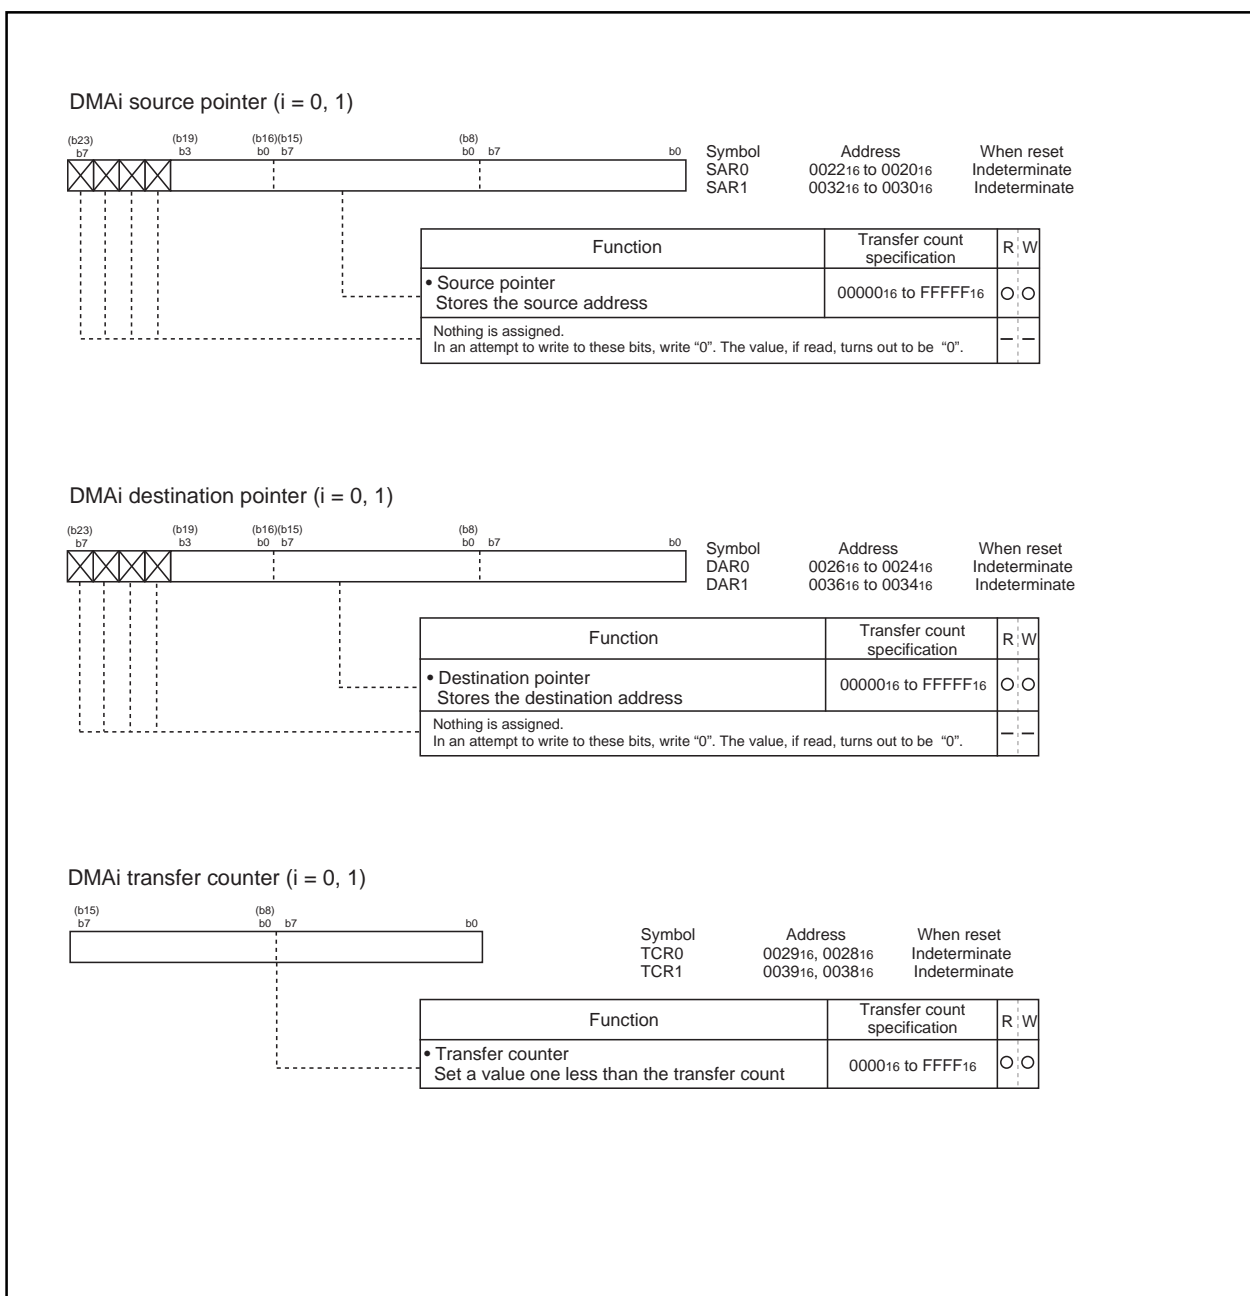 DMAi source pointer (i = 0, 1)
(b23) (b19) (b16)(b15) (b8)
b7 b3 b0 b7 b0 b7 b0
Symbol Address When reset
SAR0 002216 to 002016 Indeterminate
SAR1 003216 to 003016 Indeterminate
Function Transfer count specification R W
• Source pointer
Stores the source address 0000016 to FFFFF16 O O
Nothing is assigned.
In an attempt to write to these bits, write “0”. The value, if read, turns out to be “0”. – –
DMAi destination pointer (i = 0, 1)
(b23) (b19) (b16)(b15) (b8)
b7 b3 b0 b7 b0 b7 b0
Symbol Address When reset
DAR0 002616 to 002416 Indeterminate
DAR1 003616 to 003416 Indeterminate
Function Transfer count specification R W
• Destination pointer
Stores the destination address 0000016 to FFFFF16 O O
Nothing is assigned.
In an attempt to write to these bits, write “0”. The value, if read, turns out to be “0”. – –
DMAi transfer counter (i = 0, 1)
(b15) (b8)
b7 b0 b7 b0
Symbol Address When reset
TCR0 002916, 002816 Indeterminate
TCR1 003916, 003816 Indeterminate
Function Transfer count specification R W
• Transfer counter
Set a value one less than the transfer count 000016 to FFFF16 O O